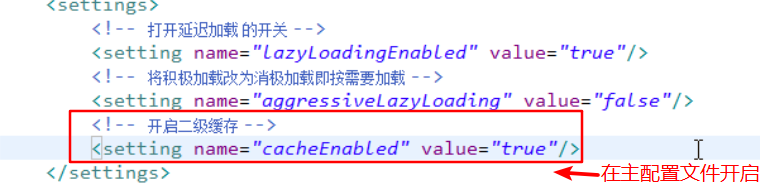 <settings>
<!-- 打开延迟加载 的开关 -->
<setting name="lazyLoadingEnabled" value="true"/>
<!-- 将积极加载改为消极加载即按需要加载 -->
<setting name="aggressiveLazyLoading" value="false"/>
<!-- 开启二级缓存 -->
<setting name="cacheEnabled" value="true"/>
在主配置文件开启
</settings>